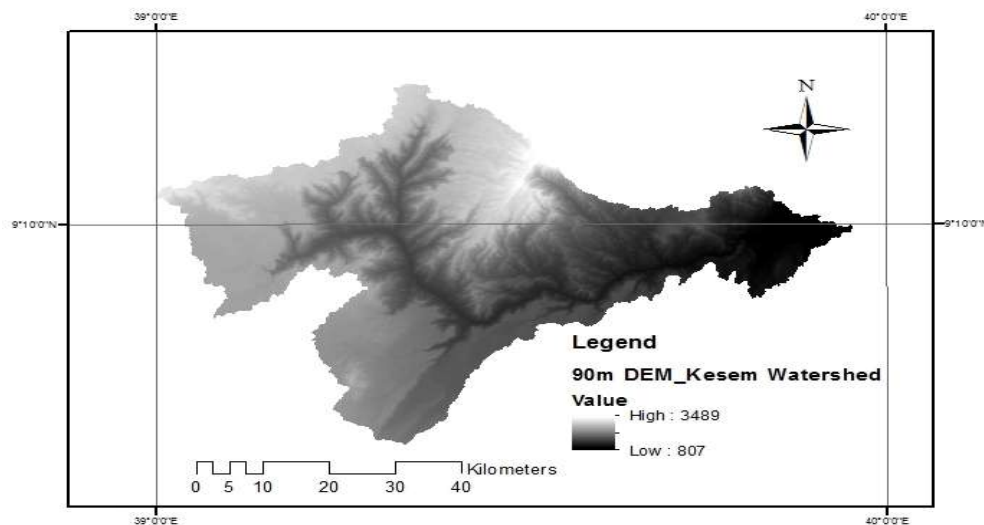 39°0'0"E 40°0'0"E
N
9°10'0"N 9°10'0"N
Legend
90m DEM_Kesem Watershed
Value
High : 3489
Low : 807
Kilometers
0 5 10 20 30 40
39°0'0"E 40°0'0"E